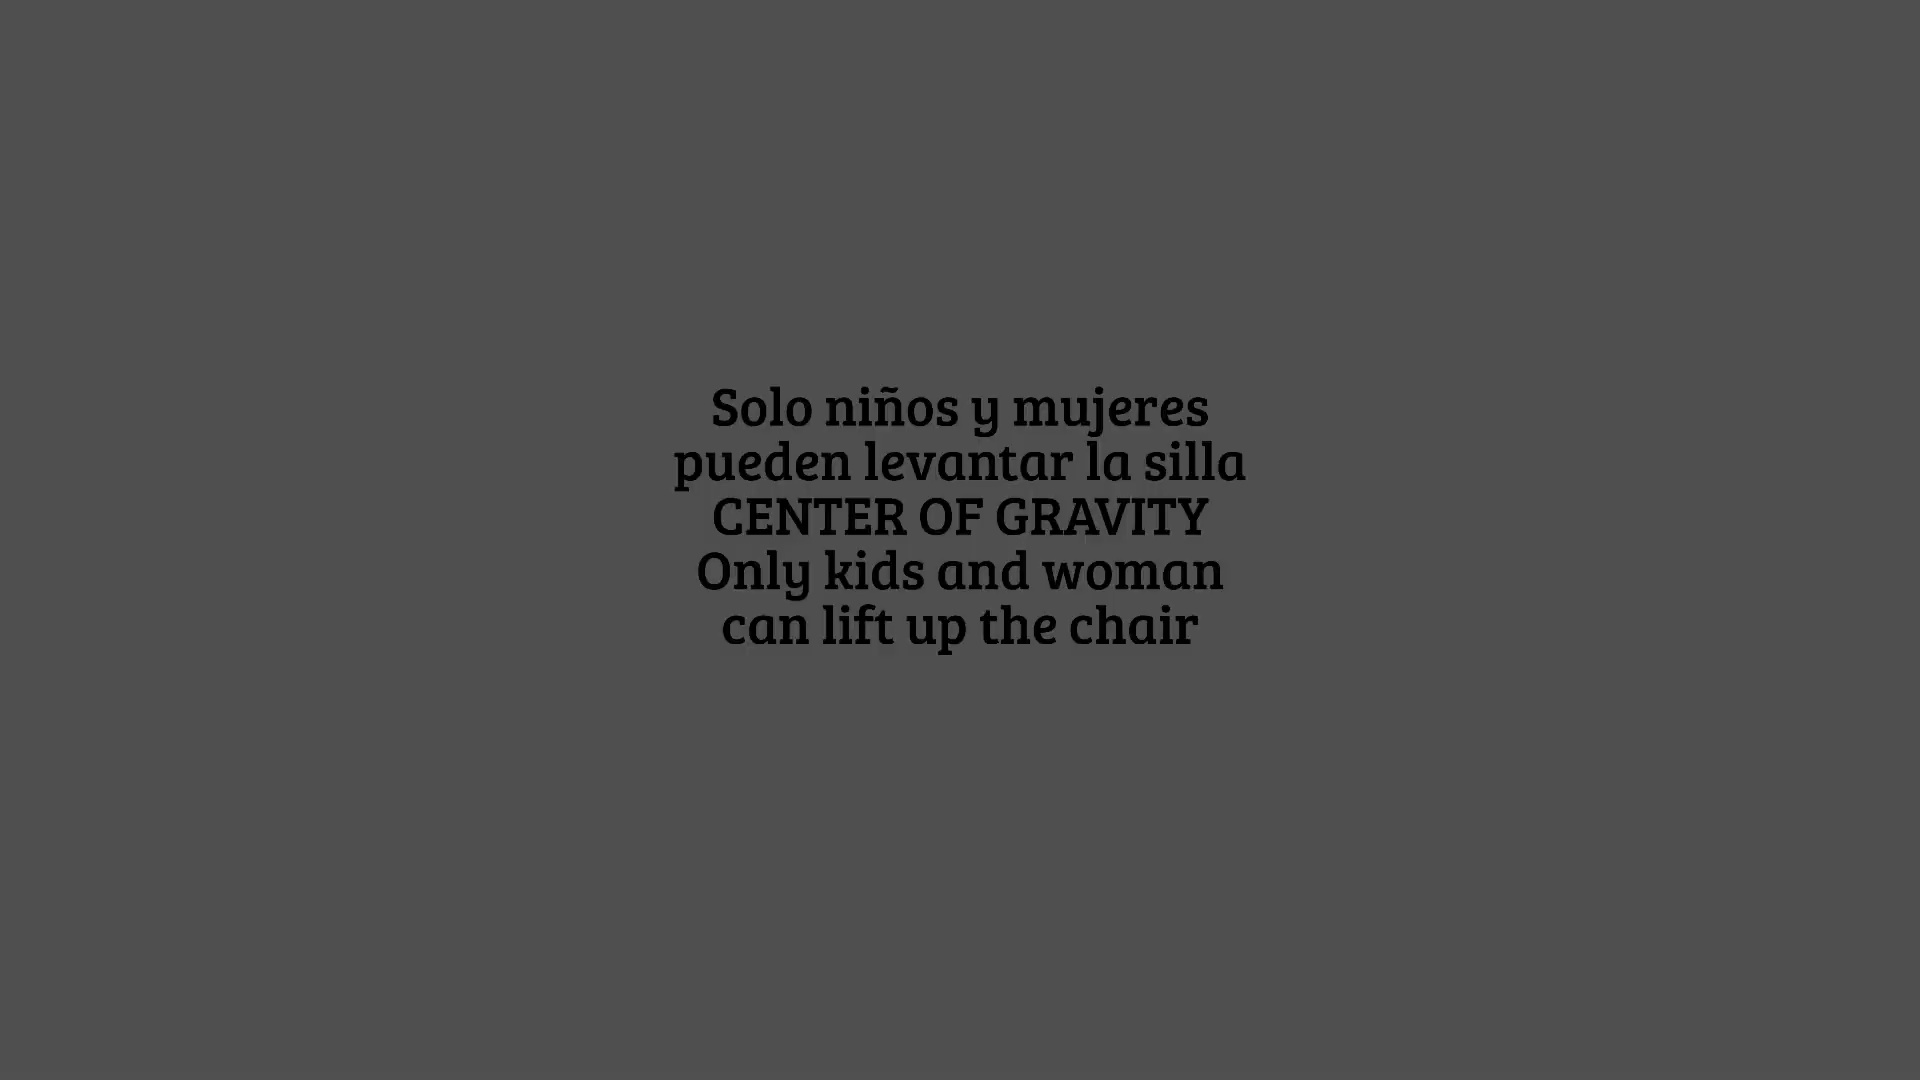 Solo niños y mujeres
pueden levantar la silla
CENTER OF GRAVITY
Only kids and woman
can lift up the chair